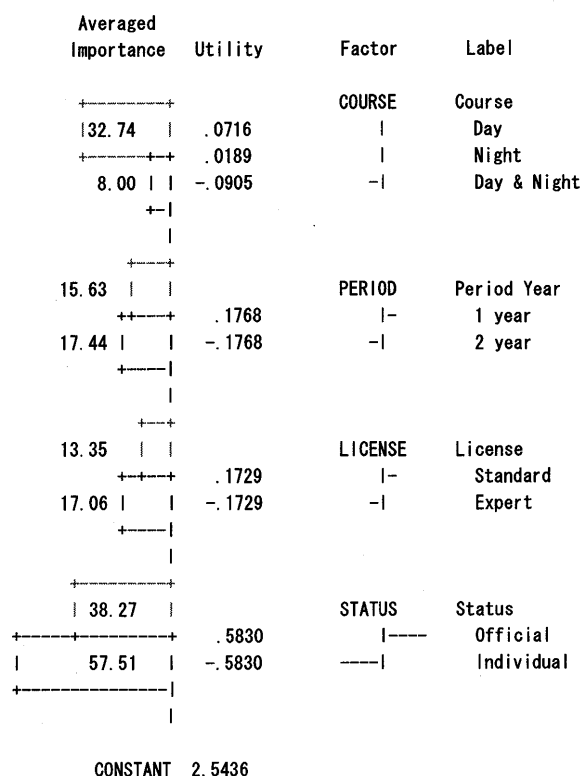 Averaged
Importance Utility Factor Label
COURSE Course
32.74 .0716 Day
.0189 Night
8.00 -.0905 Day & Night
15.63 PERIOD Period Year
.1768 1 year
17.44 -.1768 2 year
13.35 LICENSE License
.1729 Standard
17.06 -.1729 Expert
38.27 STATUS Status
.5830 Official
57.51 -.5830 Individual
CONSTANT 2.5436